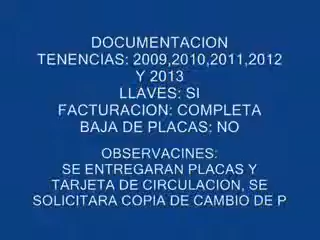 DOCUMENTACION
TENENCIAS: 2009,2010,2011,2012
Y 2013
LLAVES: SI
FACTURACION: COMPLETA
BAJA DE PLACAS: NO
OBSERVACINES:
SE ENTREGARAN PLACAS Y
TARJETA DE CIRCULACION, SE
SOLICITARA COPIA DE CAMBIO DE P